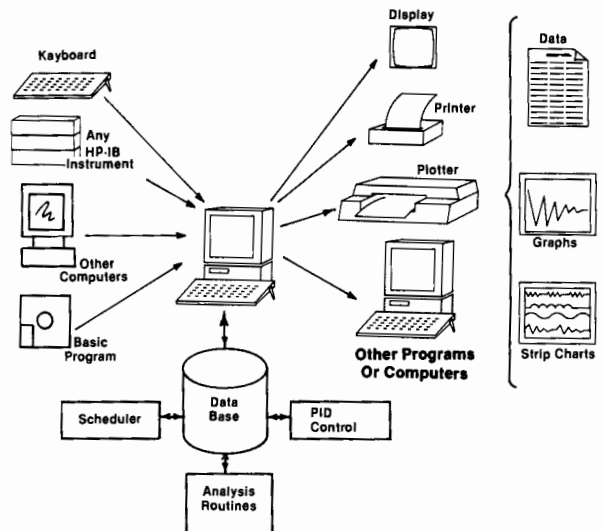 Kayboard
Any
HP-IB
Instrument
Other
Computers
Basic
Program
Display
Printer
Plotter
Other Programs
Or Computers
Data
Graphs
Strip Charts
Scheduler
Data
Base
PID
Control
Analysis
Routines